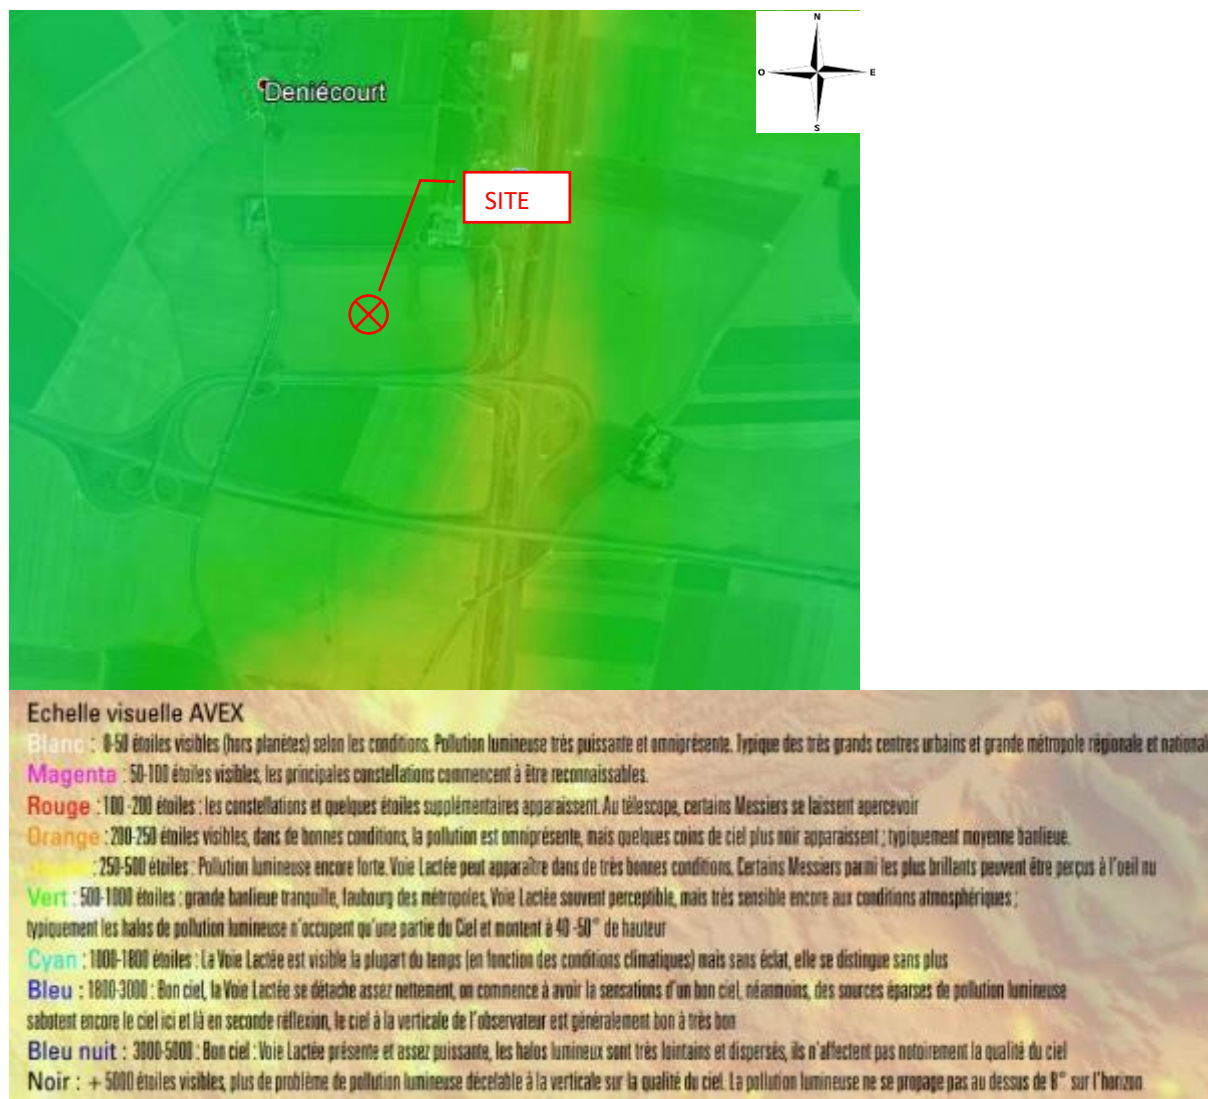 N
O
E
S
Deniécourt
SITE
Echelle visuelle AVEX
Blanc : 0-50 étoiles visibles (hors planètes) selon les conditions. Pollution lumineuse très puissante et omniprésente. Typique des très grands centres urbains et grande métropole régionale et national
Magenta : 50-100 étoiles visibles, les principales constellations commencent à être reconnaissables.
Rouge : 100 -200 étoiles : les constellations et quelques étoiles supplémentaires apparaissent. Au télescope, certains Messiers se laissent apercevoir
Orange : 200-250 étoiles visibles, dans de bonnes conditions, la pollution est omniprésente, mais quelques coins de ciel plus noir apparaissent ; typiquement moyenne banlieue.
: 250-500 étoiles : Pollution lumineuse encore forte. Voie Lactée peut apparaître dans de très bonnes conditions. Certains Messiers parmi les plus brillants peuvent être perçus à l'oeil nu
Vert : 500-1000 étoiles : grande banlieue tranquille, faubourg des métropoles, Voie Lactée souvent perceptible, mais très sensible encore aux conditions atmosphériques ;
typiquement les halos de pollution lumineuse n'occupent qu'une partie du Ciel et montent à 40 -50° de hauteur
Cyan : 1000-1800 étoiles : La Voie Lactée est visible la plupart du temps (en fonction des conditions climatiques) mais sans éclat, elle se distingue sans plus
Bleu : 1800-3000 : Bon ciel, la Voie Lactée se détache assez nettement, on commence à avoir la sensations d'un bon ciel, néanmoins, des sources éparses de pollution lumineuse
sabotent encore le ciel ici et là en seconde réflexion, le ciel à la verticale de l'observateur est généralement bon à très bon
Bleu nuit : 3000-5000 : Bon ciel : Voie Lactée présente et assez puissante, les halos lumineux sont très lointains et dispersés, ils n'affectent pas notoirement la qualité du ciel
Noir : + 5000 étoiles visibles, plus de problème de pollution lumineuse décelable à la verticale sur la qualité du ciel. La pollution lumineuse ne se propage pas au dessus de 8° sur l'horizon